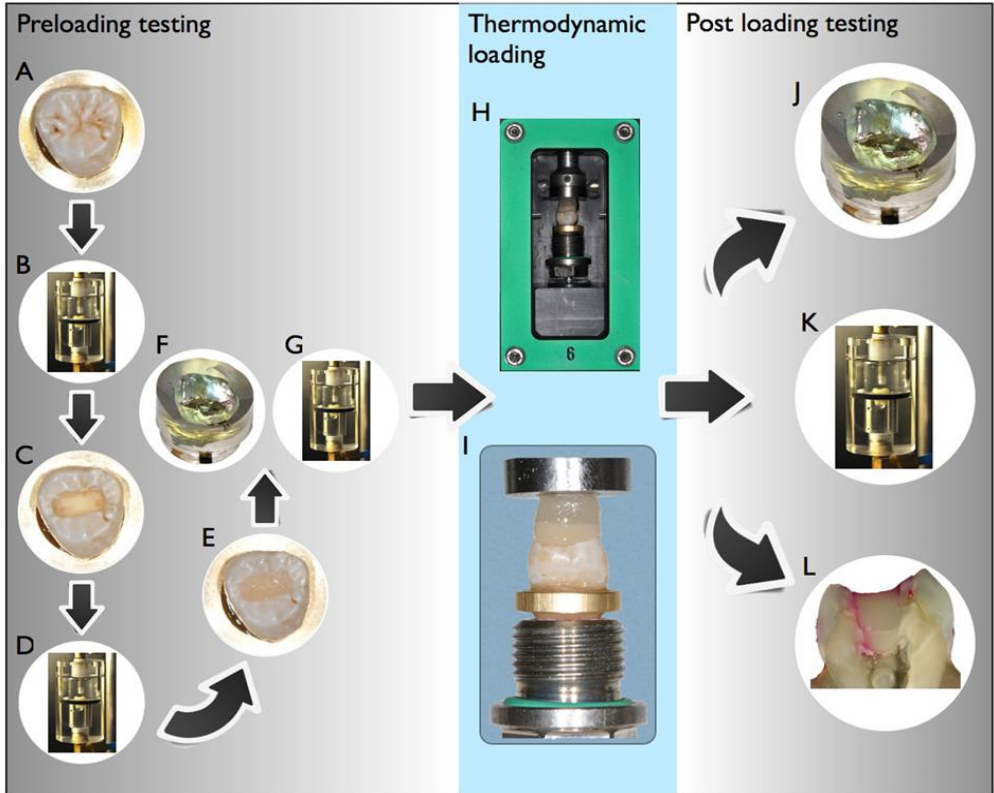 Preloading testing
Thermodynamic
loading
Post loading testing
A
B
C
D
E
F
G
H
6
I
J
K
L